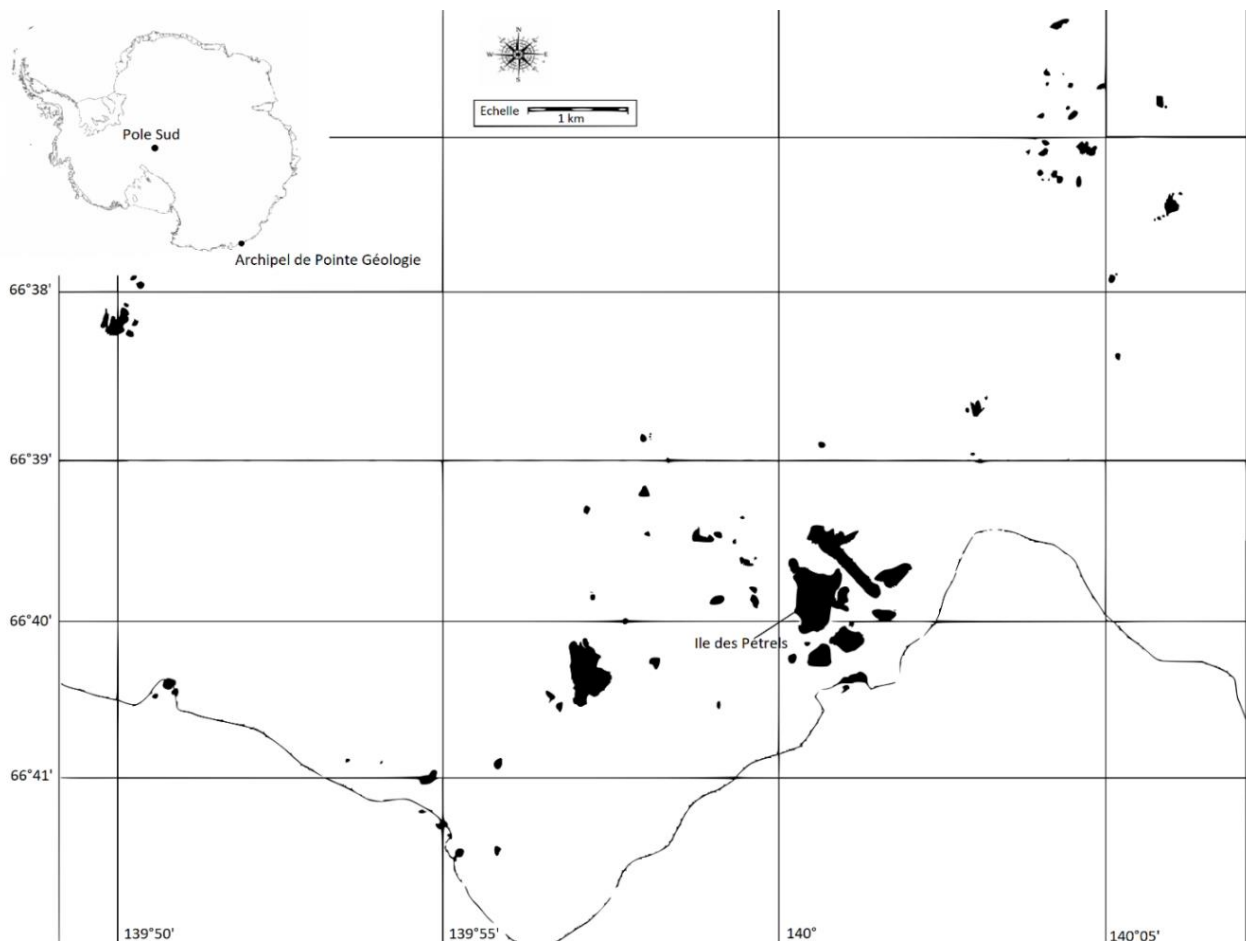 N
W
E
S
Echelle
1 km
Pole Sud
Archipel de Pointe Géologie
66°38'
66°39'
66°40'
Ile des Pétrels
66°41'
139°50'
139°55'
140°
140°05'